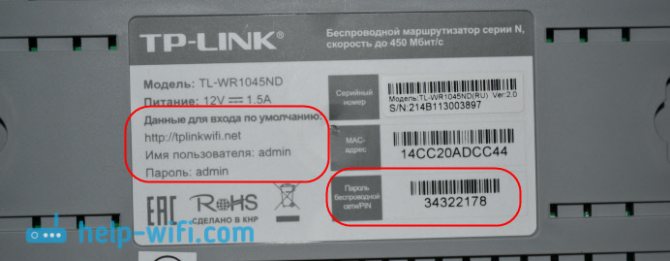 TP-LINK®
Беспроводной маршрутизатор серии N,
скорость до 450 Мбит/с
Модель: TL-WR1045ND
Питание: 12V⎓1.5A
Данные для входа по умолчанию:
http://tplinkwifi.net
Имя пользователя: admin
Пароль: admin
EAC RoHS
СДЕЛАНО В КНР
Серийный
номер
Модель:TL-WR1045ND(RU) Ver:2.0
S/N:214B113003897
MAC-
адрес
14CC20ADCC44
Пароль
беспроводной
сети/PIN
34322178
help-wifi.com